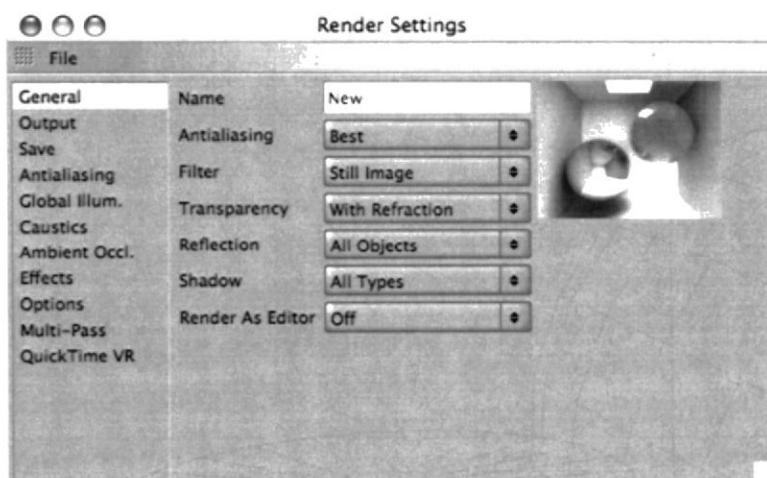 Render Settings
File
General
Output
Save
Antialiasing
Global Illum.
Caustics
Ambient Occl.
Effects
Options
Multi-Pass
QuickTime VR
Name New
Antialiasing Best
Filter Still Image
Transparency With Refraction
Reflection All Objects
Shadow All Types
Render As Editor Off